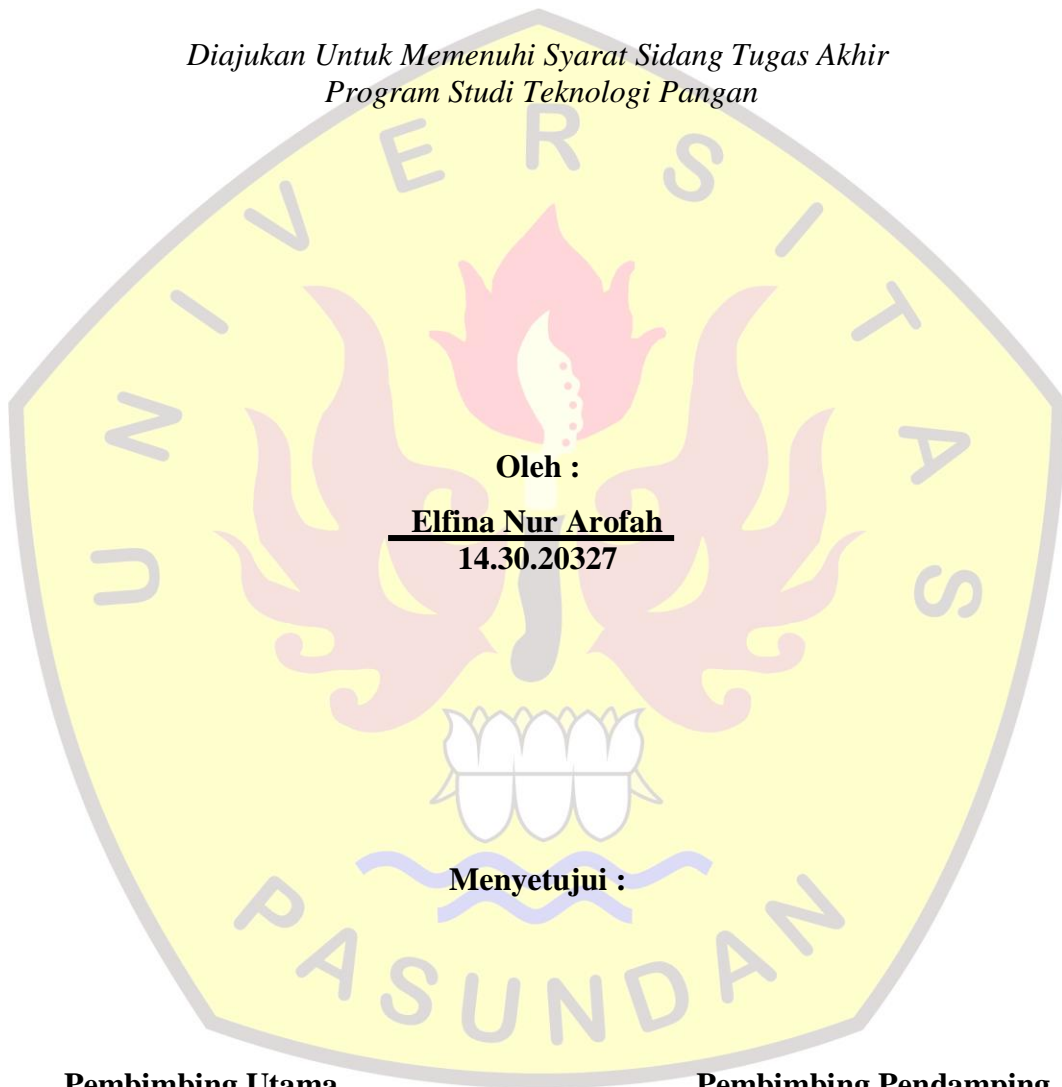 Diajukan Untuk Memenuhi Syarat Sidang Tugas Akhir
Program Studi Teknologi Pangan
UNIVERSITAS
Oleh :
Elfina Nur Arofah
14.30.20327
Menyetujui :
PASUNDAN
Pembimbing Utama Pembimbing Pendamping